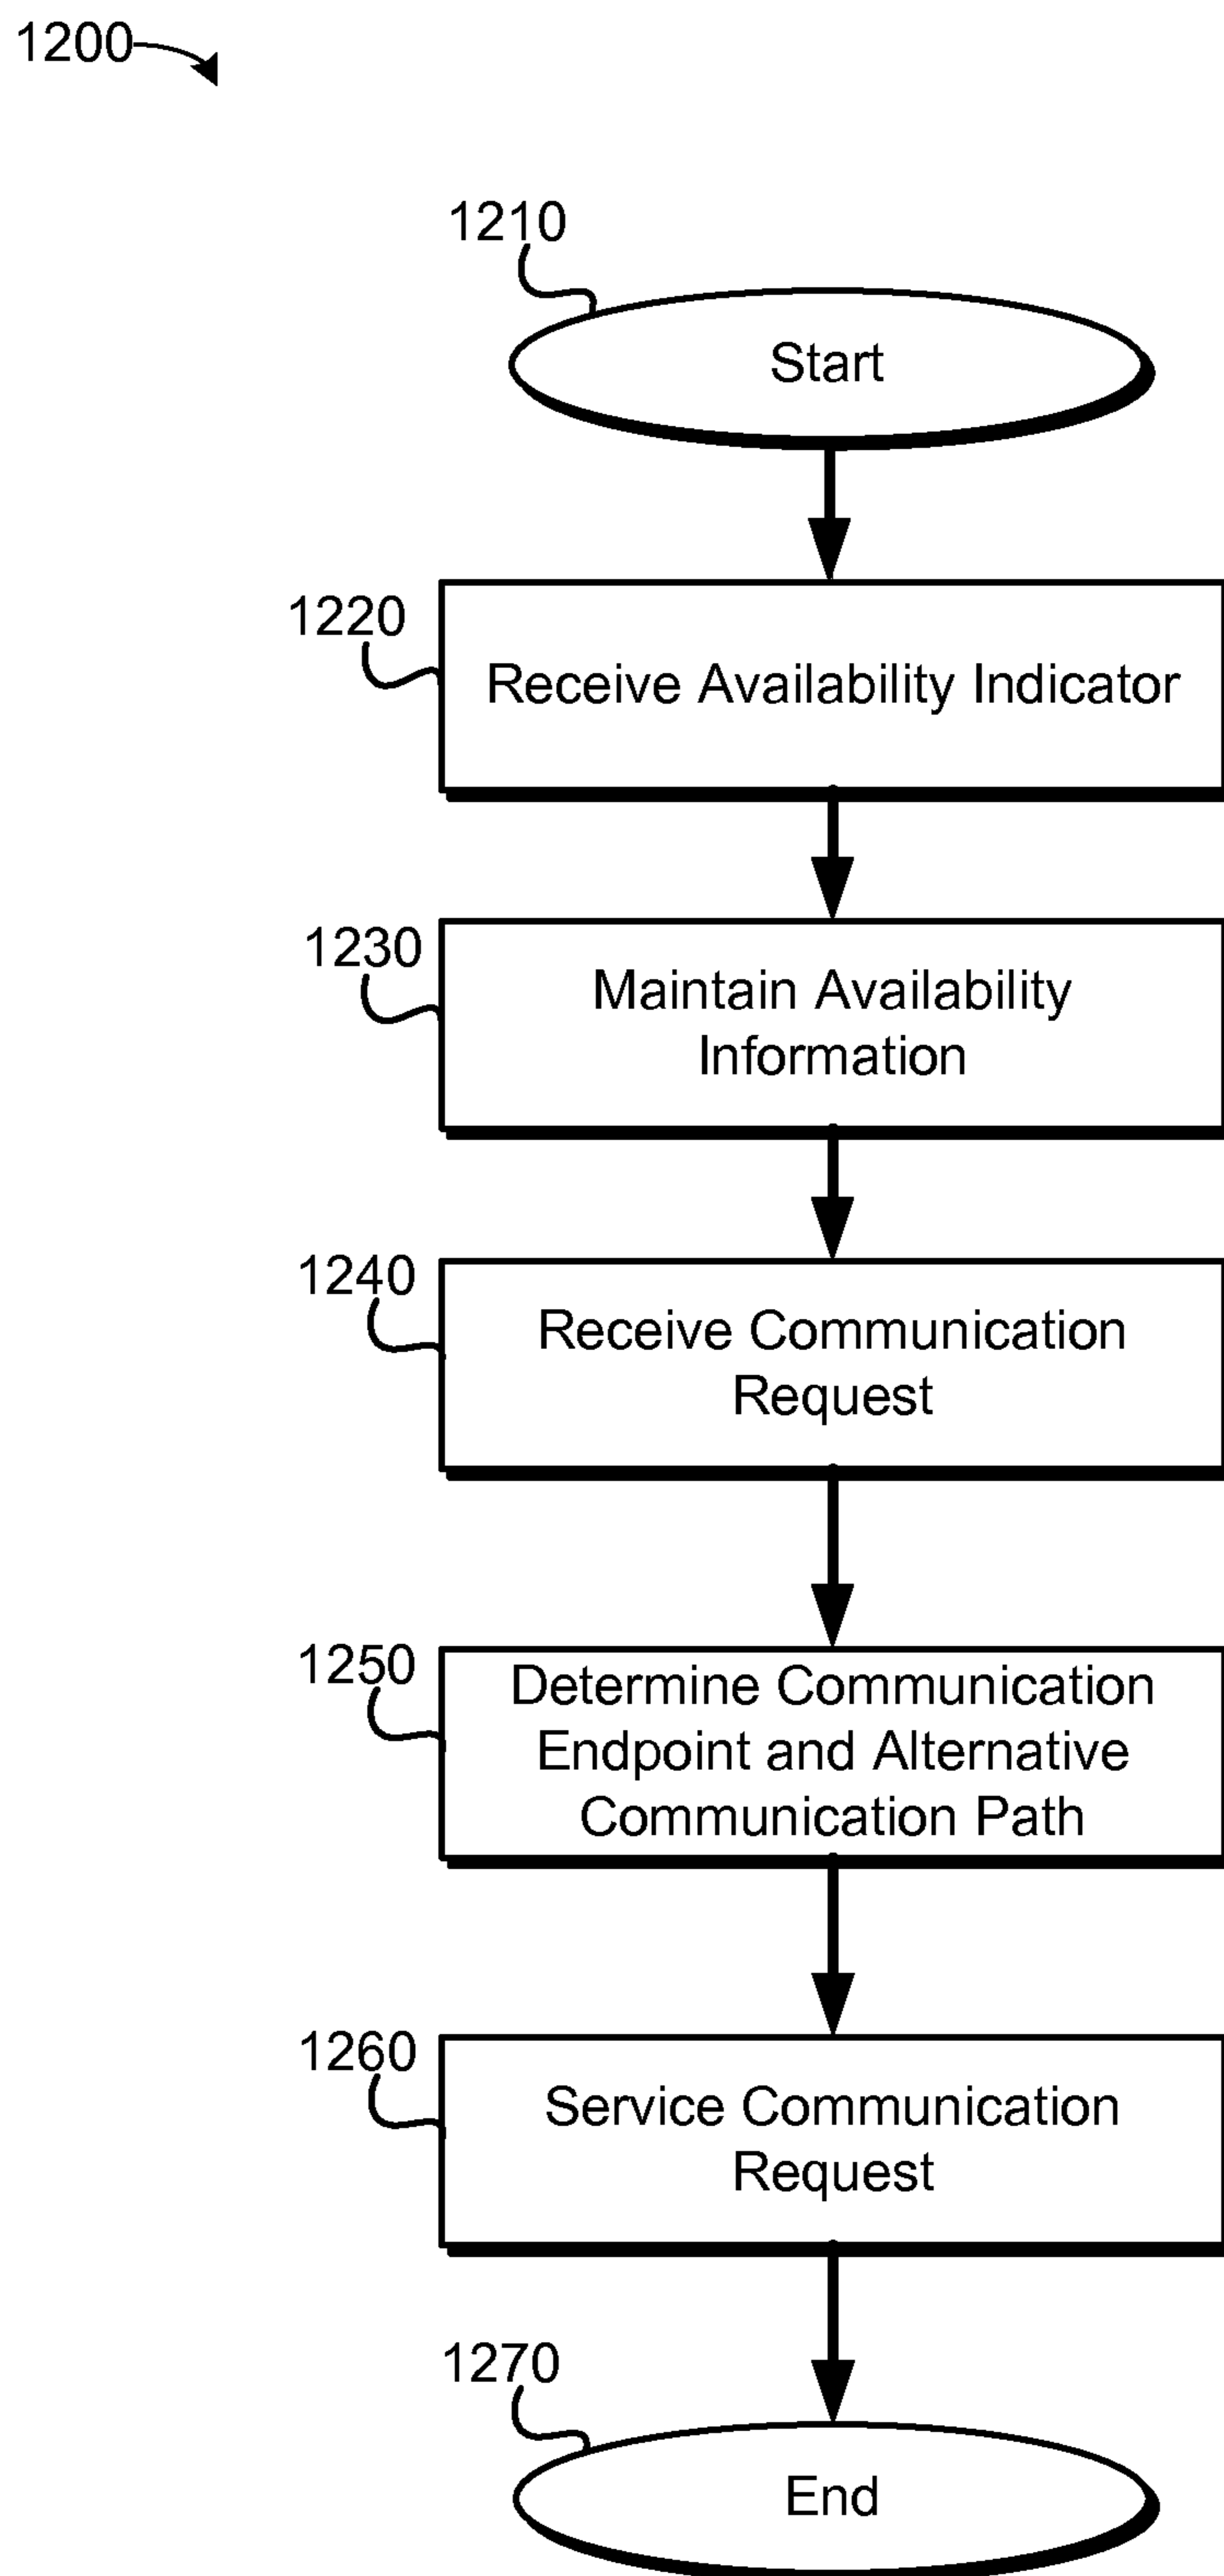 1200
1210
Start
1220
Receive Availability Indicator
1230
Maintain Availability
Information
1240
Receive Communication
Request
1250
Determine Communication
Endpoint and Alternative
Communication Path
1260
Service Communication
Request
1270
End